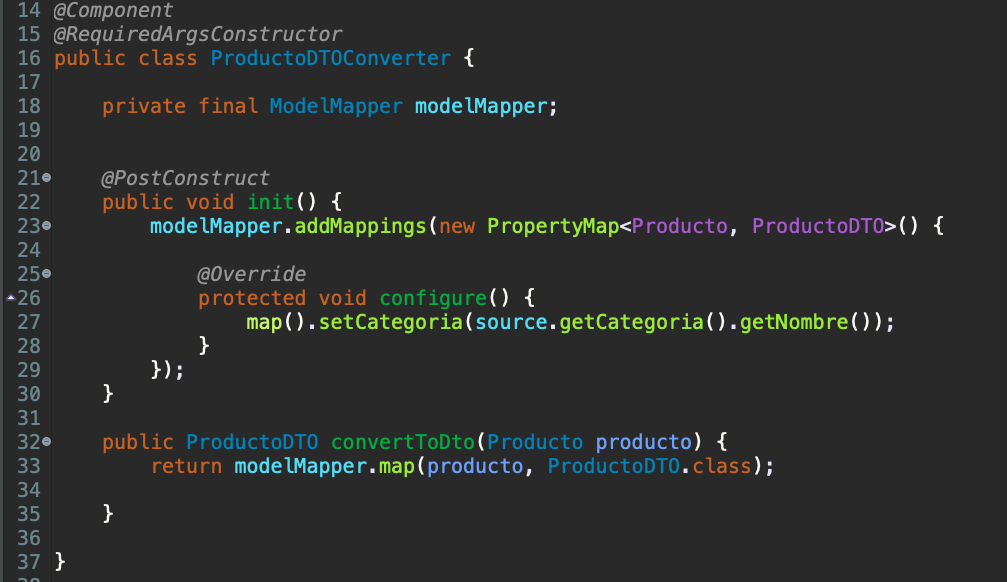 14 @Component
15 @RequiredArgsConstructor
16 public class ProductoDTOConverter {
17
18     private final ModelMapper modelMapper;
19
20
21     @PostConstruct
22     public void init() {
23         modelMapper.addMappings(new PropertyMap<Producto, ProductoDTO>() {
24
25             @Override
26             protected void configure() {
27                 map().setCategoria(source.getCategoria().getNombre());
28             }
29         });
30     }
31
32     public ProductoDTO convertToDto(Producto producto) {
33         return modelMapper.map(producto, ProductoDTO.class);
34
35     }
36
37 }